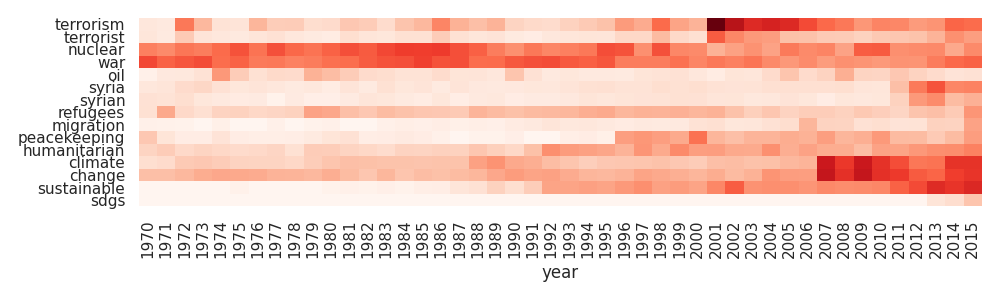 terrorism
terrorist
nuclear
war
oil
syria
syrian
refugees
migration
peacekeeping
humanitarian
climate
change
sustainable
sdgs
1970 1971 1972 1973 1974 1975 1976 1977 1978 1979 1980 1981 1982 1983 1984 1985 1986 1987 1988 1989 1990 1991 1992 1993 1994 1995 1996 1997 1998 1999 2000 2001 2002 2003 2004 2005 2006 2007 2008 2009 2010 2011 2012 2013 2014 2015
year